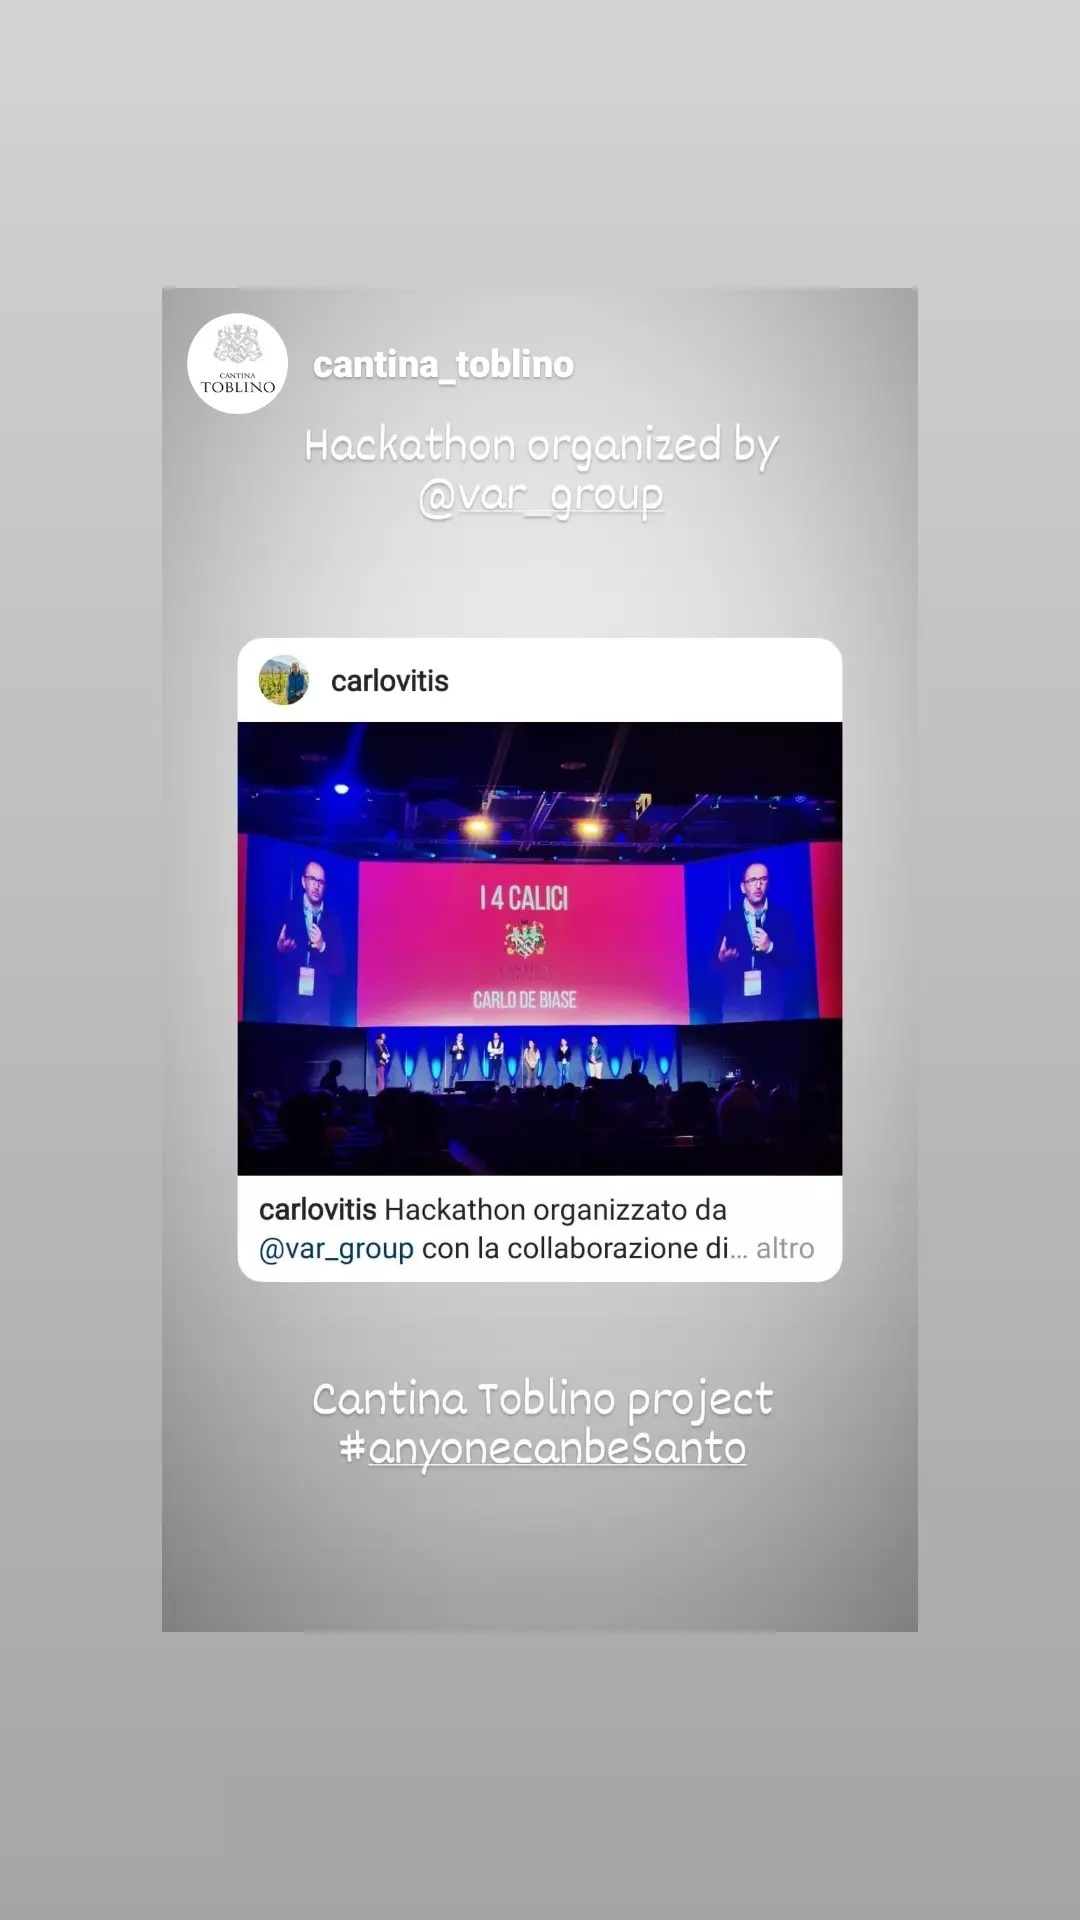 CANTINA
TOBLINO
cantina_toblino
Hackathon organized by
@var_group
carlovitis
I 4 CALICI
CARLO DE BIASE
carlovitis Hackathon organizzato da
@var_group con la collaborazione di... altro
Cantina Toblino project
#anyonecanbeSanto